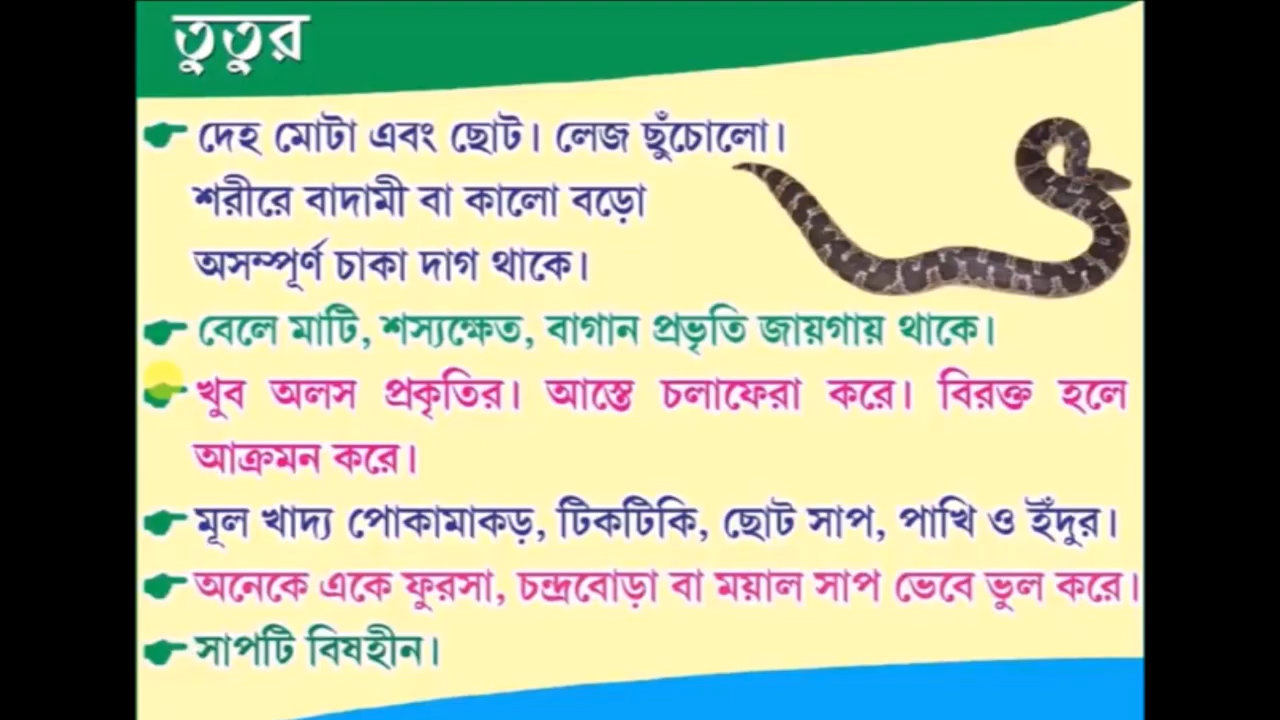 তুতুর
দেহ মোটা এবং ছোট। লেজ ছুঁচোলো।
শরীরে বাদামী বা কালো বড়ো
অসম্পূর্ণ চাকা দাগ থাকে।
বেলে মাটি, শস্যক্ষেত, বাগান প্রভৃতি জায়গায় থাকে।
খুব অলস প্রকৃতির। আস্তে চলাফেরা করে। বিরক্ত হলে
আক্রমন করে।
মূল খাদ্য পোকামাকড়, টিকটিকি, ছোট সাপ, পাখি ও ইঁদুর।
অনেকে একে ফুরসা, চন্দ্রবোড়া বা ময়াল সাপ ভেবে ভুল করে।
সাপটি বিষহীন।